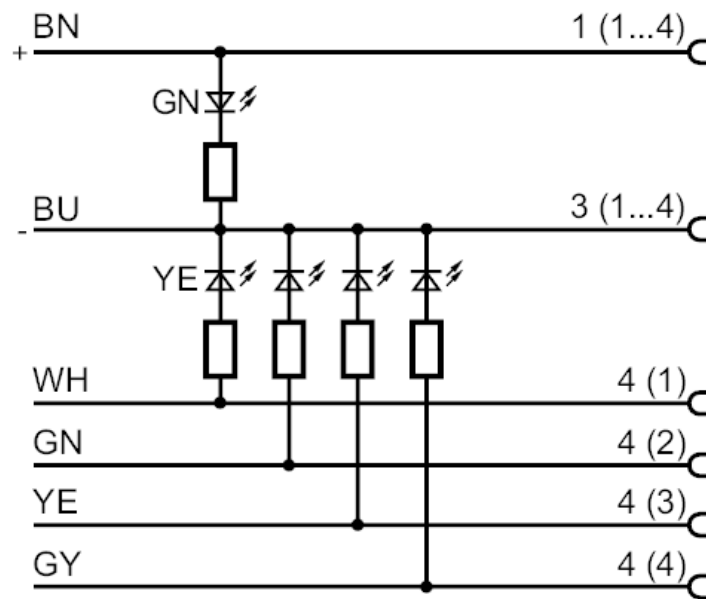 BN 1 (1...4)
+
GN
BU 3 (1...4)
-
YE
WH 4 (1)
GN 4 (2)
YE 4 (3)
GY 4 (4)